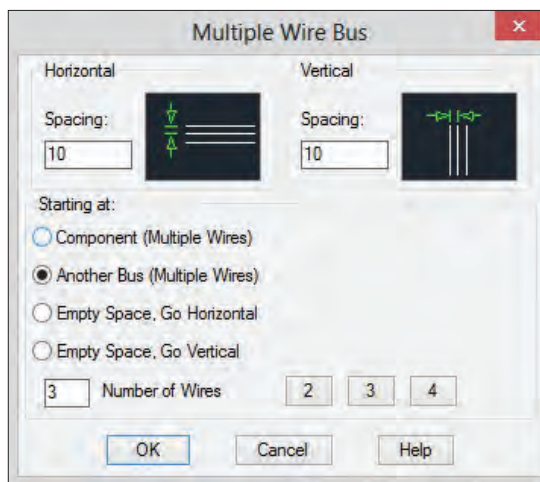 Multiple Wire Bus
Horizontal
Spacing:
10
Vertical
Spacing:
10
Starting at:
Component (Multiple Wires)
Another Bus (Multiple Wires)
Empty Space, Go Horizontal
Empty Space, Go Vertical
3 Number of Wires 2 3 4
OK Cancel Help